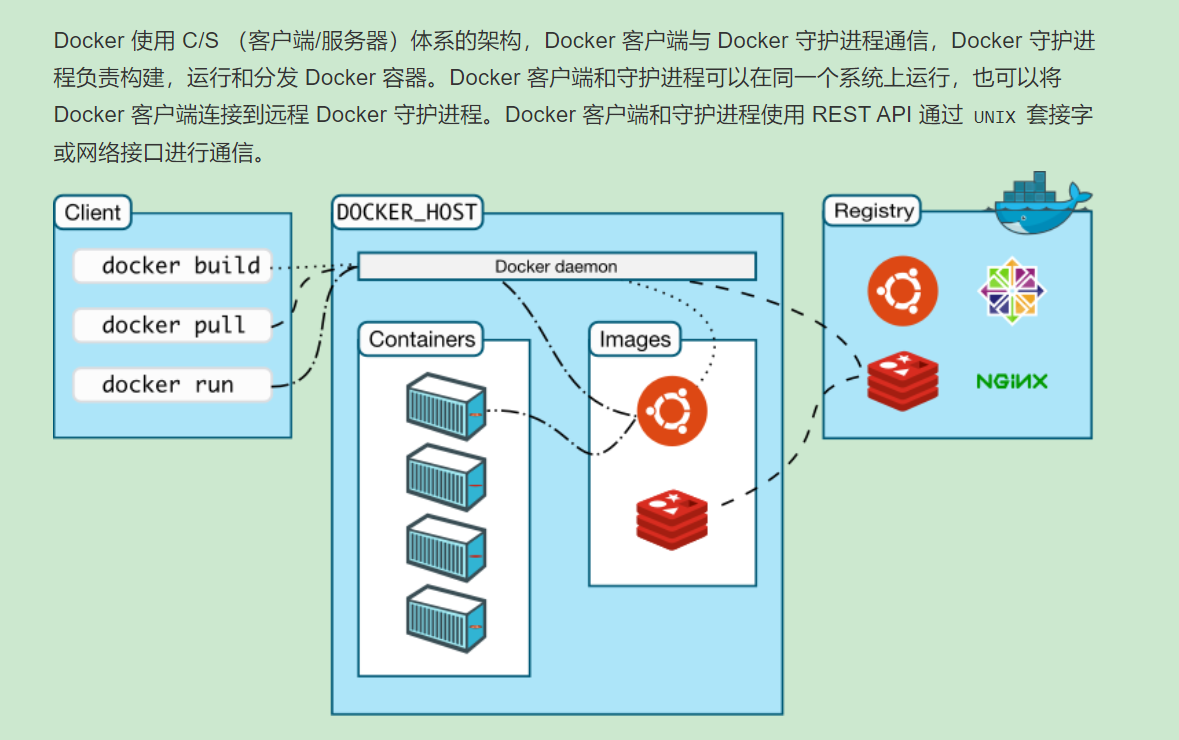 Docker 使用 C/S （客户端/服务器）体系的架构，Docker 客户端与 Docker 守护进程通信，Docker 守护进
程负责构建，运行和分发 Docker 容器。Docker 客户端和守护进程可以在同一个系统上运行，也可以将
Docker 客户端连接到远程 Docker 守护进程。Docker 客户端和守护进程使用 REST API 通过 UNIX 套接字
或网络接口进行通信。
Client
DOCKER_HOST
Registry
docker build
Docker daemon
docker pull
Containers
Images
docker run
NGINX